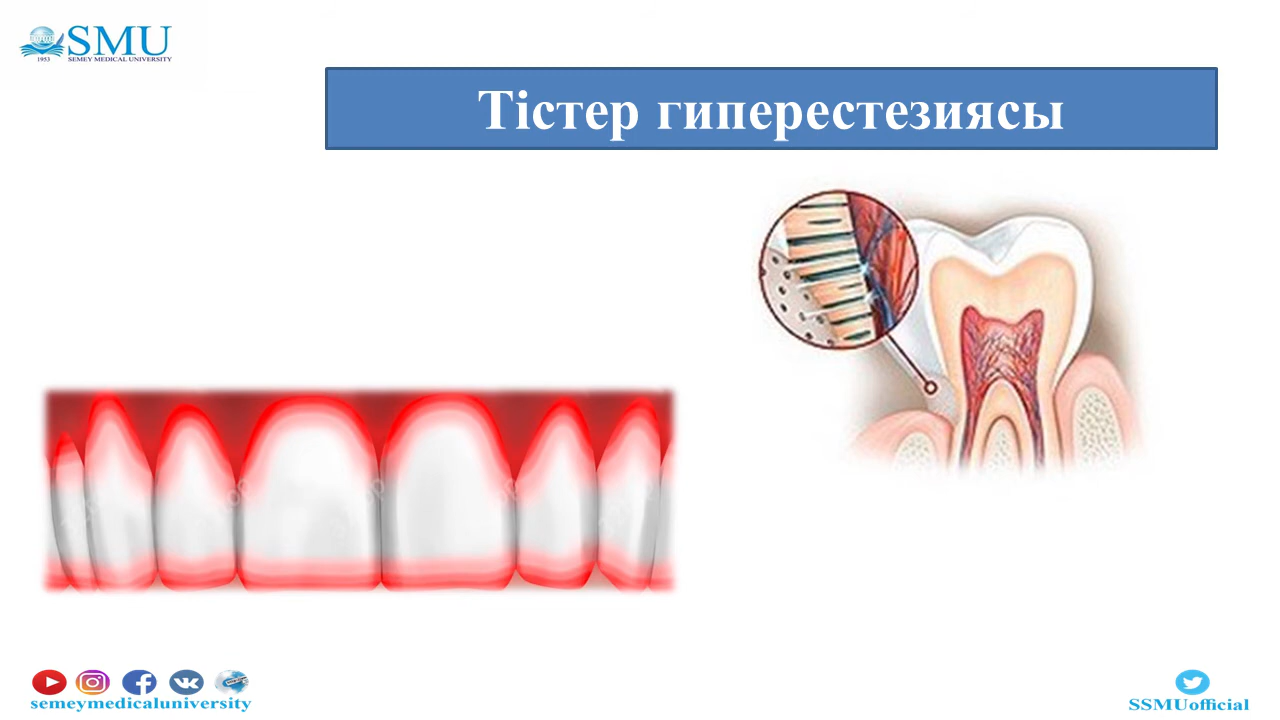 SMU
1953 SEMEY MEDICAL UNIVERSITY
Тістер гиперестезиясы
semeymedicaluniversity
SSMUofficial